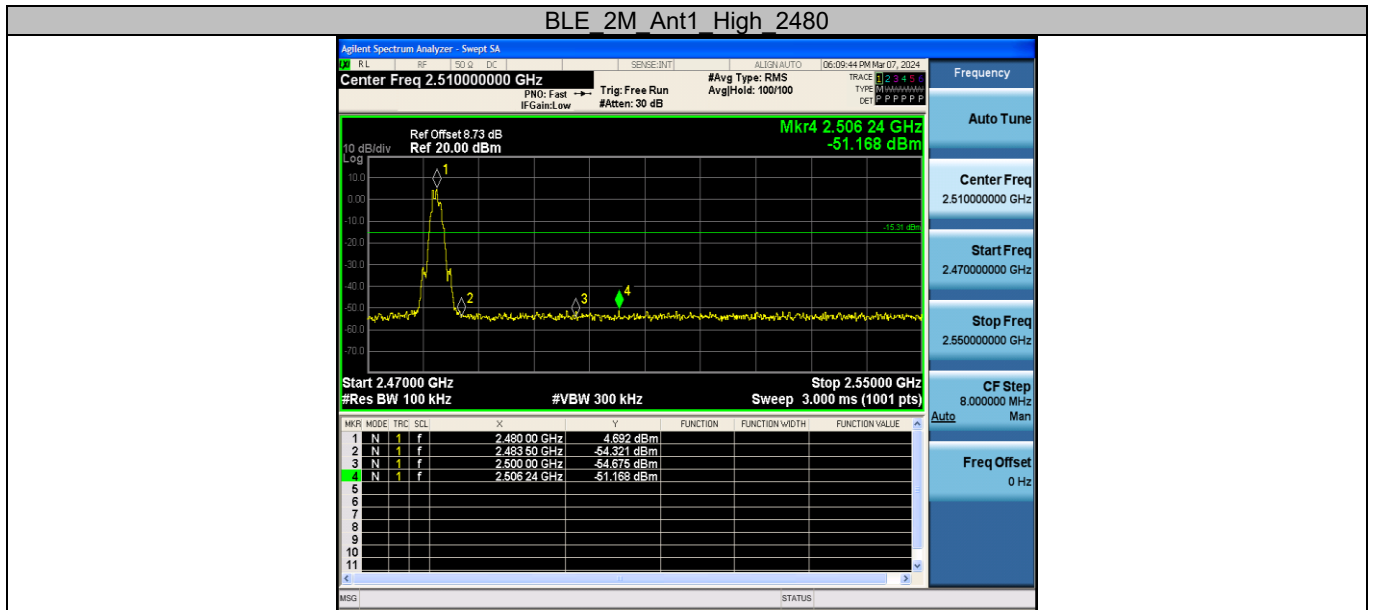 BLE_2M_Ant1_High_2480
Agilent Spectrum Analyzer - Swept SA
RL RF 50 Ω DC SENSE:INT ALIGNAUTO 06:09:44 PM Mar 07, 2024
Center Freq 2.510000000 GHz
PNO: Fast
IFGain:Low
Trig: Free Run
#Atten: 30 dB
#Avg Type: RMS
Avg|Hold: 100/100
TRACE 1 2 3 4 5 6
TYPE M
DET P P P P P P
Ref Offset 8.73 dB
Ref 20.00 dBm
10 dB/div
Log
Mkr4 2.506 24 GHz
-51.168 dBm
10.0
0.00
-10.0
-20.0
-30.0
-40.0
-50.0
-60.0
-70.0
1
2
3
4
-15.31 dBm
Start 2.47000 GHz
Stop 2.55000 GHz
#Res BW 100 kHz
#VBW 300 kHz
Sweep 3.000 ms (1001 pts)
MKR MODE TRC SCL X Y FUNCTION FUNCTION WIDTH FUNCTION VALUE
1 N 1 f 2.480 00 GHz 4.692 dBm
2 N 1 f 2.483 50 GHz -54.321 dBm
3 N 1 f 2.500 00 GHz -54.675 dBm
4 N 1 f 2.506 24 GHz -51.168 dBm
5
6
7
8
9
10
11
MSG
STATUS
Frequency
Auto Tune
Center Freq
2.510000000 GHz
Start Freq
2.470000000 GHz
Stop Freq
2.550000000 GHz
CF Step
8.000000 MHz
Auto Man
Freq Offset
0 Hz